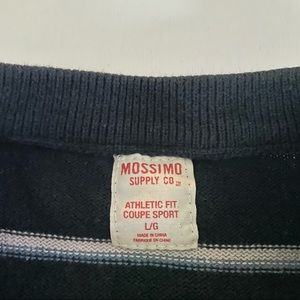 MOSSIMO
SUPPLY CO
ATHLETIC FIT
COUPE SPORT
L/G
MADE IN CHINA
FABRIQUÉ EN CHINE